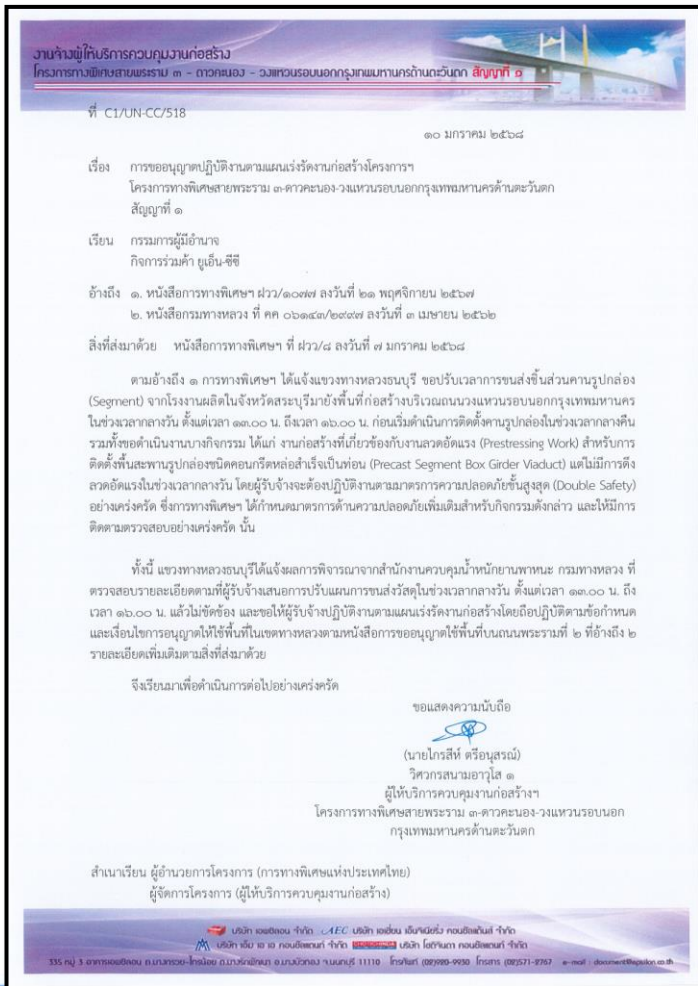 งานจ้างผู้ให้บริการควบคุมงานก่อสร้าง
โครงการทางพิเศษสายพระราม ๓ - ดาวคะนอง - วงแหวนรอบนอกกรุงเทพมหานครด้านตะวันตก สัญญาที่ ๑
ที่ C1/UN-CC/518
๑๐ มกราคม ๒๕๖๘
เรื่อง การขออนุญาตปฏิบัติงานตามแผนเร่งรัดงานก่อสร้างโครงการฯ
โครงการทางพิเศษสายพระราม ๓-ดาวคะนอง-วงแหวนรอบนอกกรุงเทพมหานครด้านตะวันตก
สัญญาที่ ๑
เรียน กรรมการผู้มีอำนาจ
กิจการร่วมค้า ยูเอ็น-ซีซี
อ้างถึง ๑. หนังสือการทางพิเศษฯ ฝวว/๑๐๗๗ ลงวันที่ ๒๑ พฤศจิกายน ๒๕๖๗
๒. หนังสือกรมทางหลวง ที่ คค ๐๖๑๔๓/๒๙๙๗ ลงวันที่ ๓ เมษายน ๒๕๖๒
สิ่งที่ส่งมาด้วย หนังสือการทางพิเศษฯ ที่ ฝวว/๘ ลงวันที่ ๗ มกราคม ๒๕๖๘
ตามอ้างถึง ๑ การทางพิเศษฯ ได้แจ้งแขวงทางหลวงธนบุรี ขอปรับเวลาการขนส่งชิ้นส่วนคานรูปกล่อง
(Segment) จากโรงงานผลิตในจังหวัดสระบุรีมายังพื้นที่ก่อสร้างบริเวณถนนวงแหวนรอบนอกกรุงเทพมหานคร
ในช่วงเวลากลางวัน ตั้งแต่เวลา ๑๓.๐๐ น. ถึงเวลา ๑๖.๐๐ น. ก่อนเริ่มดำเนินการติดตั้งคานรูปกล่องในช่วงเวลากลางคืน
รวมทั้งขอดำเนินงานบางกิจกรรม ได้แก่ งานก่อสร้างที่เกี่ยวข้องกับงานลวดอัดแรง (Prestressing Work) สำหรับการ
ติดตั้งพื้นสะพานรูปกล่องชนิดคอนกรีตหล่อสำเร็จเป็นท่อน (Precast Segment Box Girder Viaduct) แต่ไม่มีการดึง
ลวดอัดแรงในช่วงเวลากลางวัน โดยผู้รับจ้างจะต้องปฏิบัติงานตามมาตรการความปลอดภัยขั้นสูงสุด (Double Safety)
อย่างเคร่งครัด ซึ่งการทางพิเศษฯ ได้กำหนดมาตรการด้านความปลอดภัยเพิ่มเติมสำหรับกิจกรรมดังกล่าว และให้มีการ
ติดตามตรวจสอบอย่างเคร่งครัด นั้น
ทั้งนี้ แขวงทางหลวงธนบุรีได้แจ้งผลการพิจารณาจากสำนักงานควบคุมน้ำหนักยานพาหนะ กรมทางหลวง ที่
ตรวจสอบรายละเอียดตามที่ผู้รับจ้างเสนอการปรับแผนการขนส่งวัสดุในช่วงเวลากลางวัน ตั้งแต่เวลา ๑๓.๐๐ น. ถึง
เวลา ๑๖.๐๐ น. แล้วไม่ขัดข้อง และขอให้ผู้รับจ้างปฏิบัติงานตามแผนเร่งรัดงานก่อสร้างโดยถือปฏิบัติตามข้อกำหนด
และเงื่อนไขการอนุญาตให้ใช้พื้นที่ในเขตทางหลวงตามหนังสือการขออนุญาตใช้พื้นที่บนถนนพระรามที่ ๒ ที่อ้างถึง ๒
รายละเอียดเพิ่มเติมตามสิ่งที่ส่งมาด้วย
จึงเรียนมาเพื่อดำเนินการต่อไปอย่างเคร่งครัด
ขอแสดงความนับถือ
(นายไกรสีห์ ตรีอนุสรณ์)
วิศวกรสนามอาวุโส ๑
ผู้ให้บริการควบคุมงานก่อสร้างฯ
โครงการทางพิเศษสายพระราม ๓-ดาวคะนอง-วงแหวนรอบนอก
กรุงเทพมหานครด้านตะวันตก
สำเนาเรียน ผู้อำนวยการโครงการ (การทางพิเศษแห่งประเทศไทย)
ผู้จัดการโครงการ (ผู้ให้บริการควบคุมงานก่อสร้าง)
บริษัท เอพซิลอน จำกัด AEC บริษัท เอเชี่ยน เอ็นจิเนียริ่ง คอนซัลแต้นส์ จำกัด
บริษัท เอ็ม เอ เอ คอนซัลแตนท์ จำกัด บริษัท โชติจินดา คอนซัลแตนท์ จำกัด
335 หมู่ 3 อาคารเอพซิลอน ถ.บางกรวย-ไทรน้อย ต.บางรักพัฒนา อ.บางบัวทอง จ.นนทบุรี 11110 โทรศัพท์ (02)920-9930 โทรสาร (02)571-2767 e-mail : document@epsilon.co.th